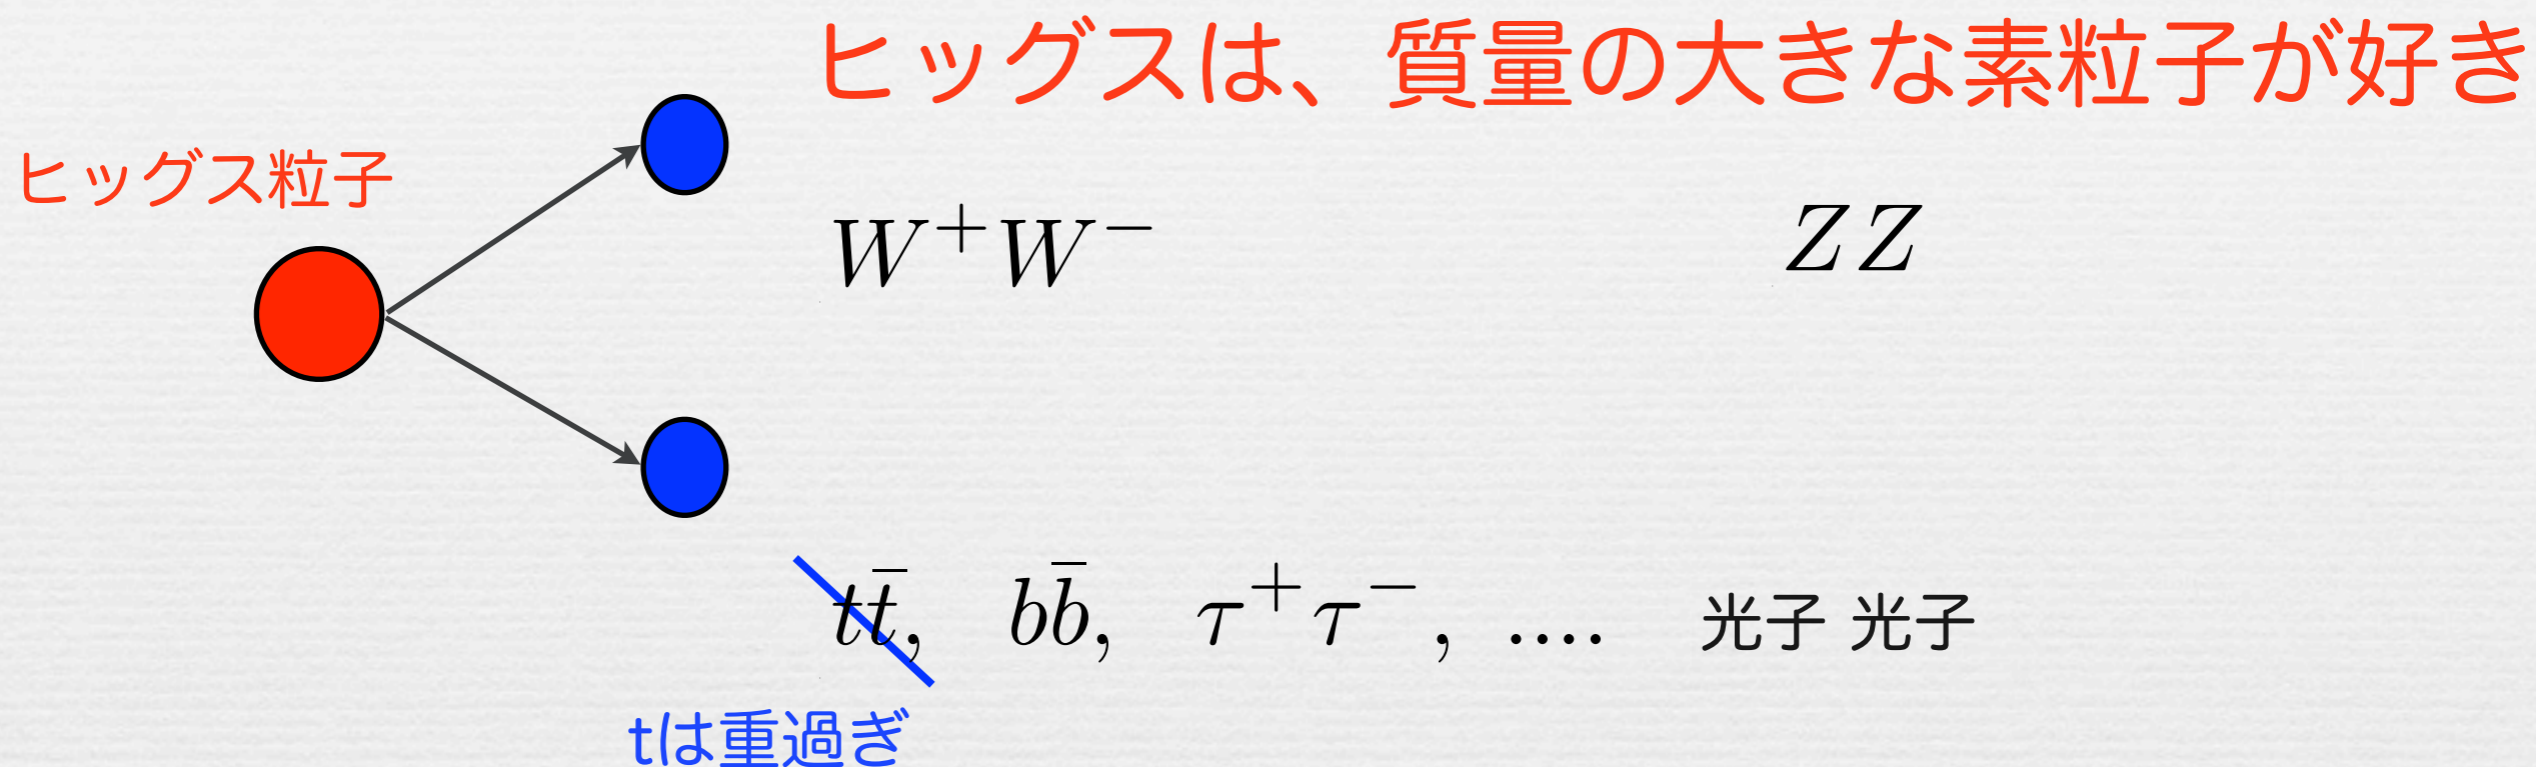 ヒッグスは、質量の大きな素粒子が好き
ヒッグス粒子
W⁺W⁻ ZZ
tt̄, bb̄, τ⁺τ⁻, .... 光子 光子
tは重過ぎ